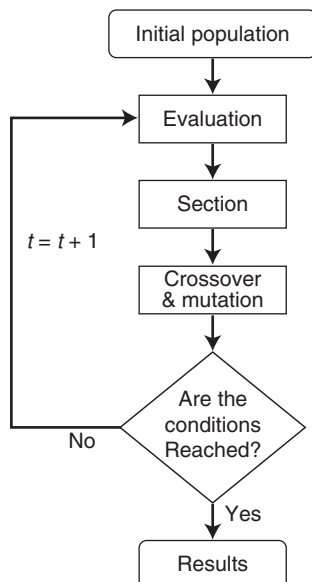 Initial population
Evaluation
Section
t = t + 1
Crossover
& mutation
Are the
conditions
Reached?
No
Yes
Results